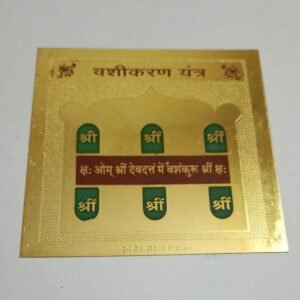 वशीकरण यंत्र
श्री श्रीं श्रीं
क्षः ओम् श्रीं देवदत्तं में वशंकुरू श्रीं क्षः
श्रीं श्रीं श्रीं